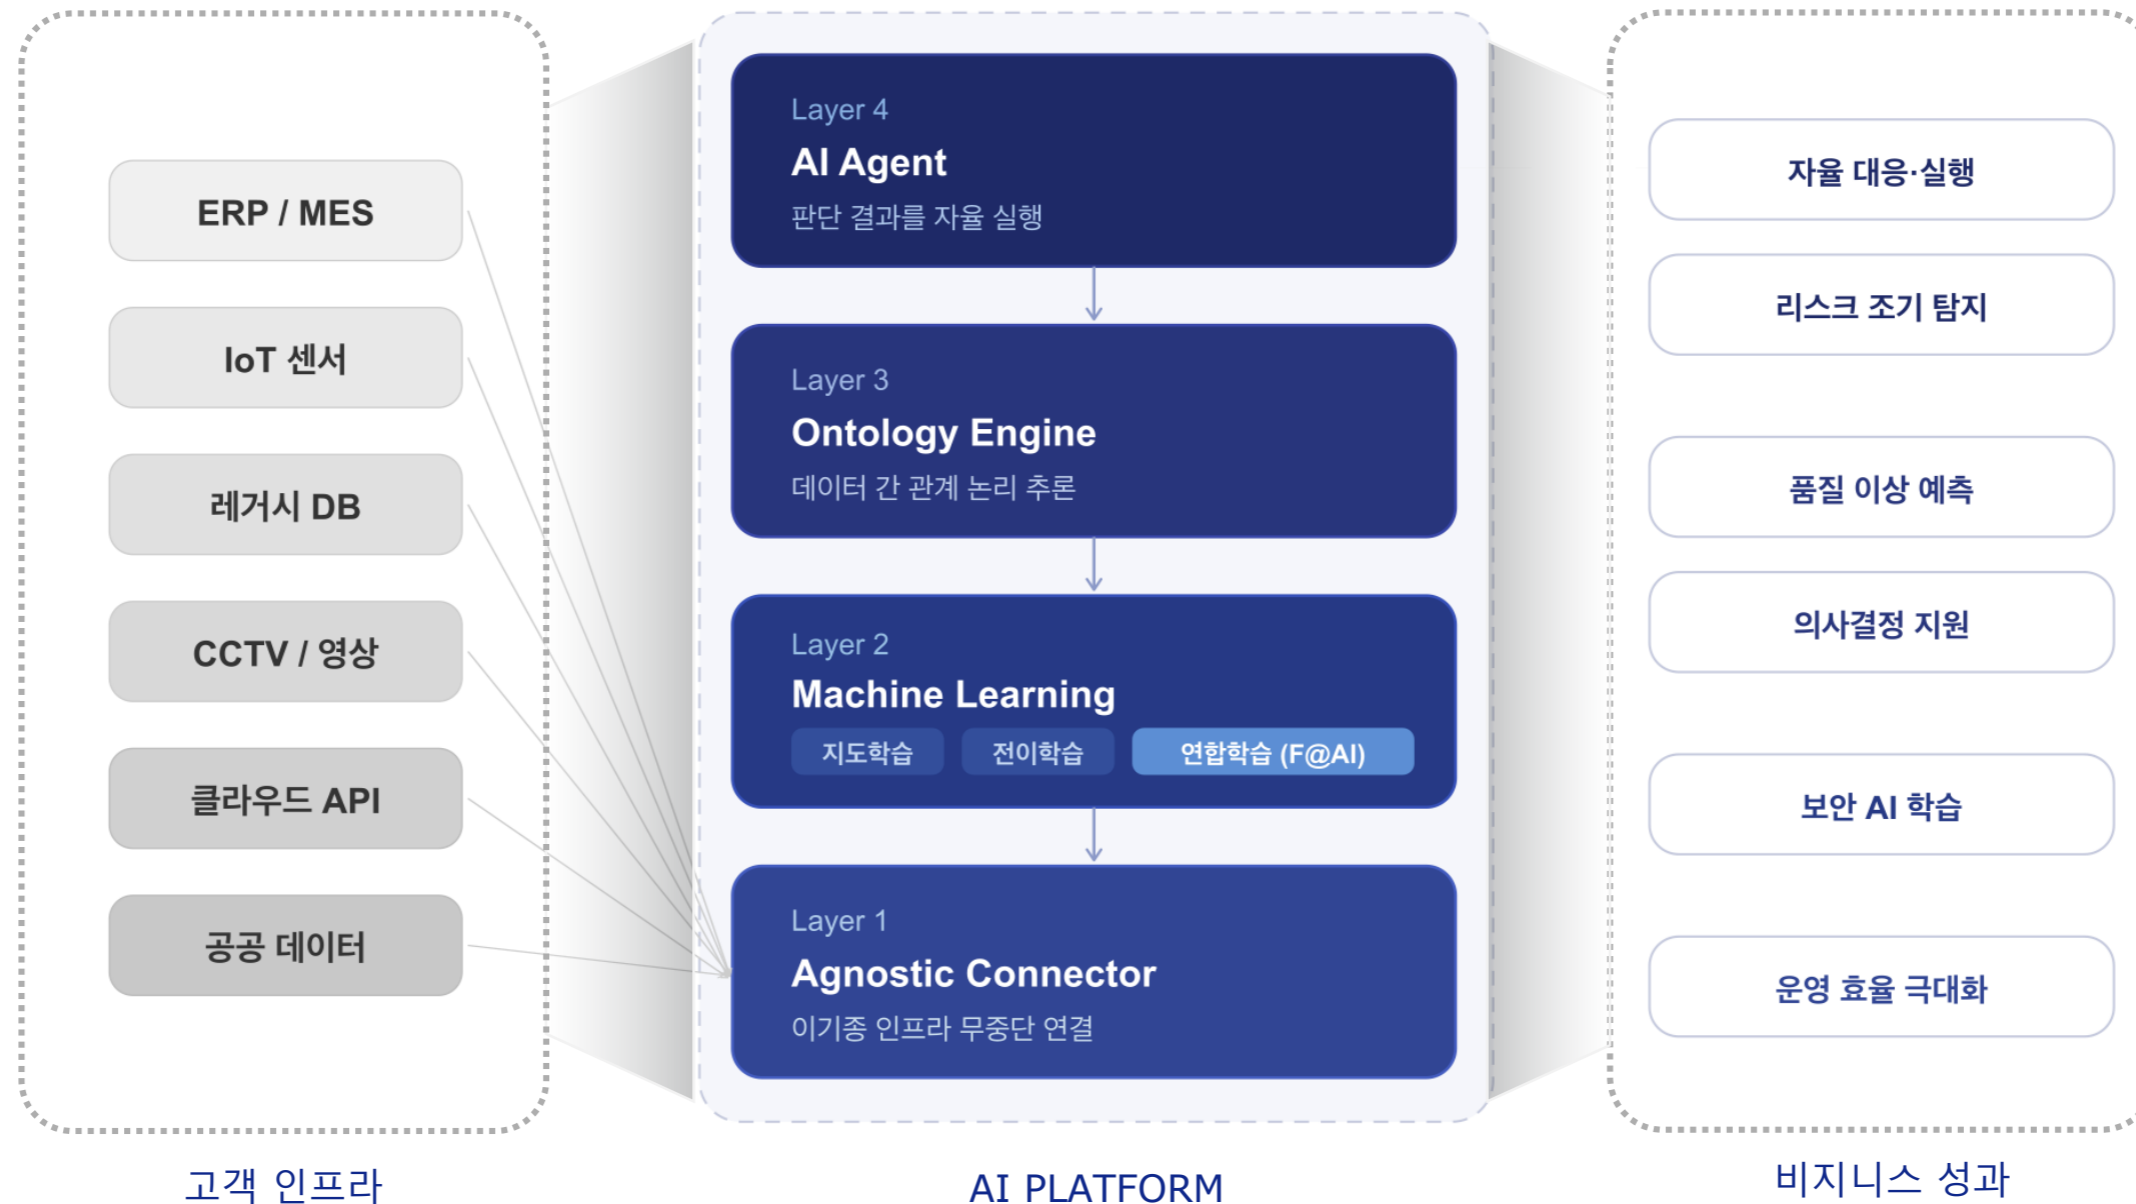 ERP / MES
IoT 센서
레거시 DB
CCTV / 영상
클라우드 API
공공 데이터
고객 인프라
Layer 4
AI Agent
판단 결과를 자율 실행
Layer 3
Ontology Engine
데이터 간 관계 논리 추론
Layer 2
Machine Learning
지도학습 전이학습 연합학습 (F@AI)
Layer 1
Agnostic Connector
이기종 인프라 무중단 연결
AI PLATFORM
자율 대응·실행
리스크 조기 탐지
품질 이상 예측
의사결정 지원
보안 AI 학습
운영 효율 극대화
비지니스 성과